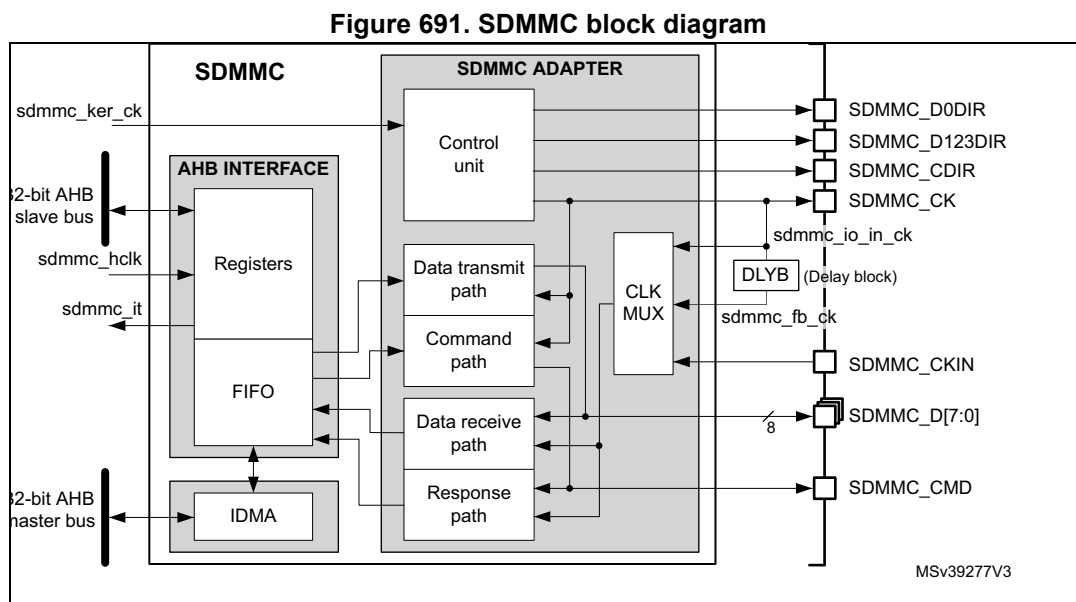 Figure 691. SDMMC block diagram
SDMMC
SDMMC ADAPTER
sdmmc_ker_ck
Control
unit
SDMMC_D0DIR
SDMMC_D123DIR
SDMMC_CDIR
SDMMC_CK
AHB INTERFACE
2-bit AHB
slave bus
sdmmc_hclk
sdmmc_it
Registers
FIFO
Data transmit
path
Command
path
Data receive
path
Response
path
CLK
MUX
sdmmc_io_in_ck
DLYB
(Delay block)
sdmmc_fb_ck
SDMMC_CKIN
8
SDMMC_D[7:0]
SDMMC_CMD
2-bit AHB
master bus
IDMA
MSv39277V3